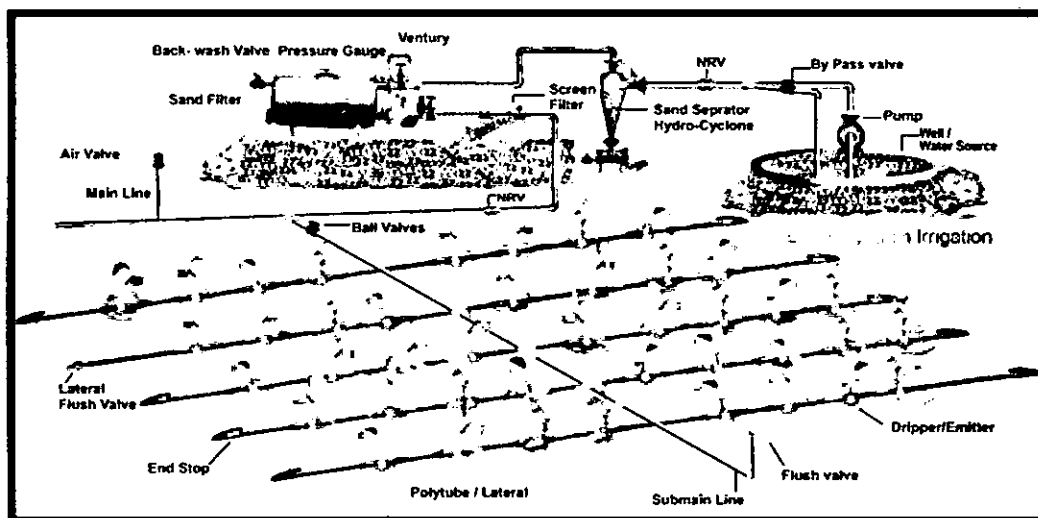 Ventury
Back- wash Valve Pressure Gauge
NRV
By Pass valve
Sand Filter
Screen
Filter
Sand Seprator
Hydro-Cyclone
Pump
Well /
Water Source
Air Valve
Main Line
NRV
Ball Valves
Irrigation
Lateral
Flush Valve
Dripper/Emitter
End Stop
Flush valve
Polytube / Lateral
Submain Line